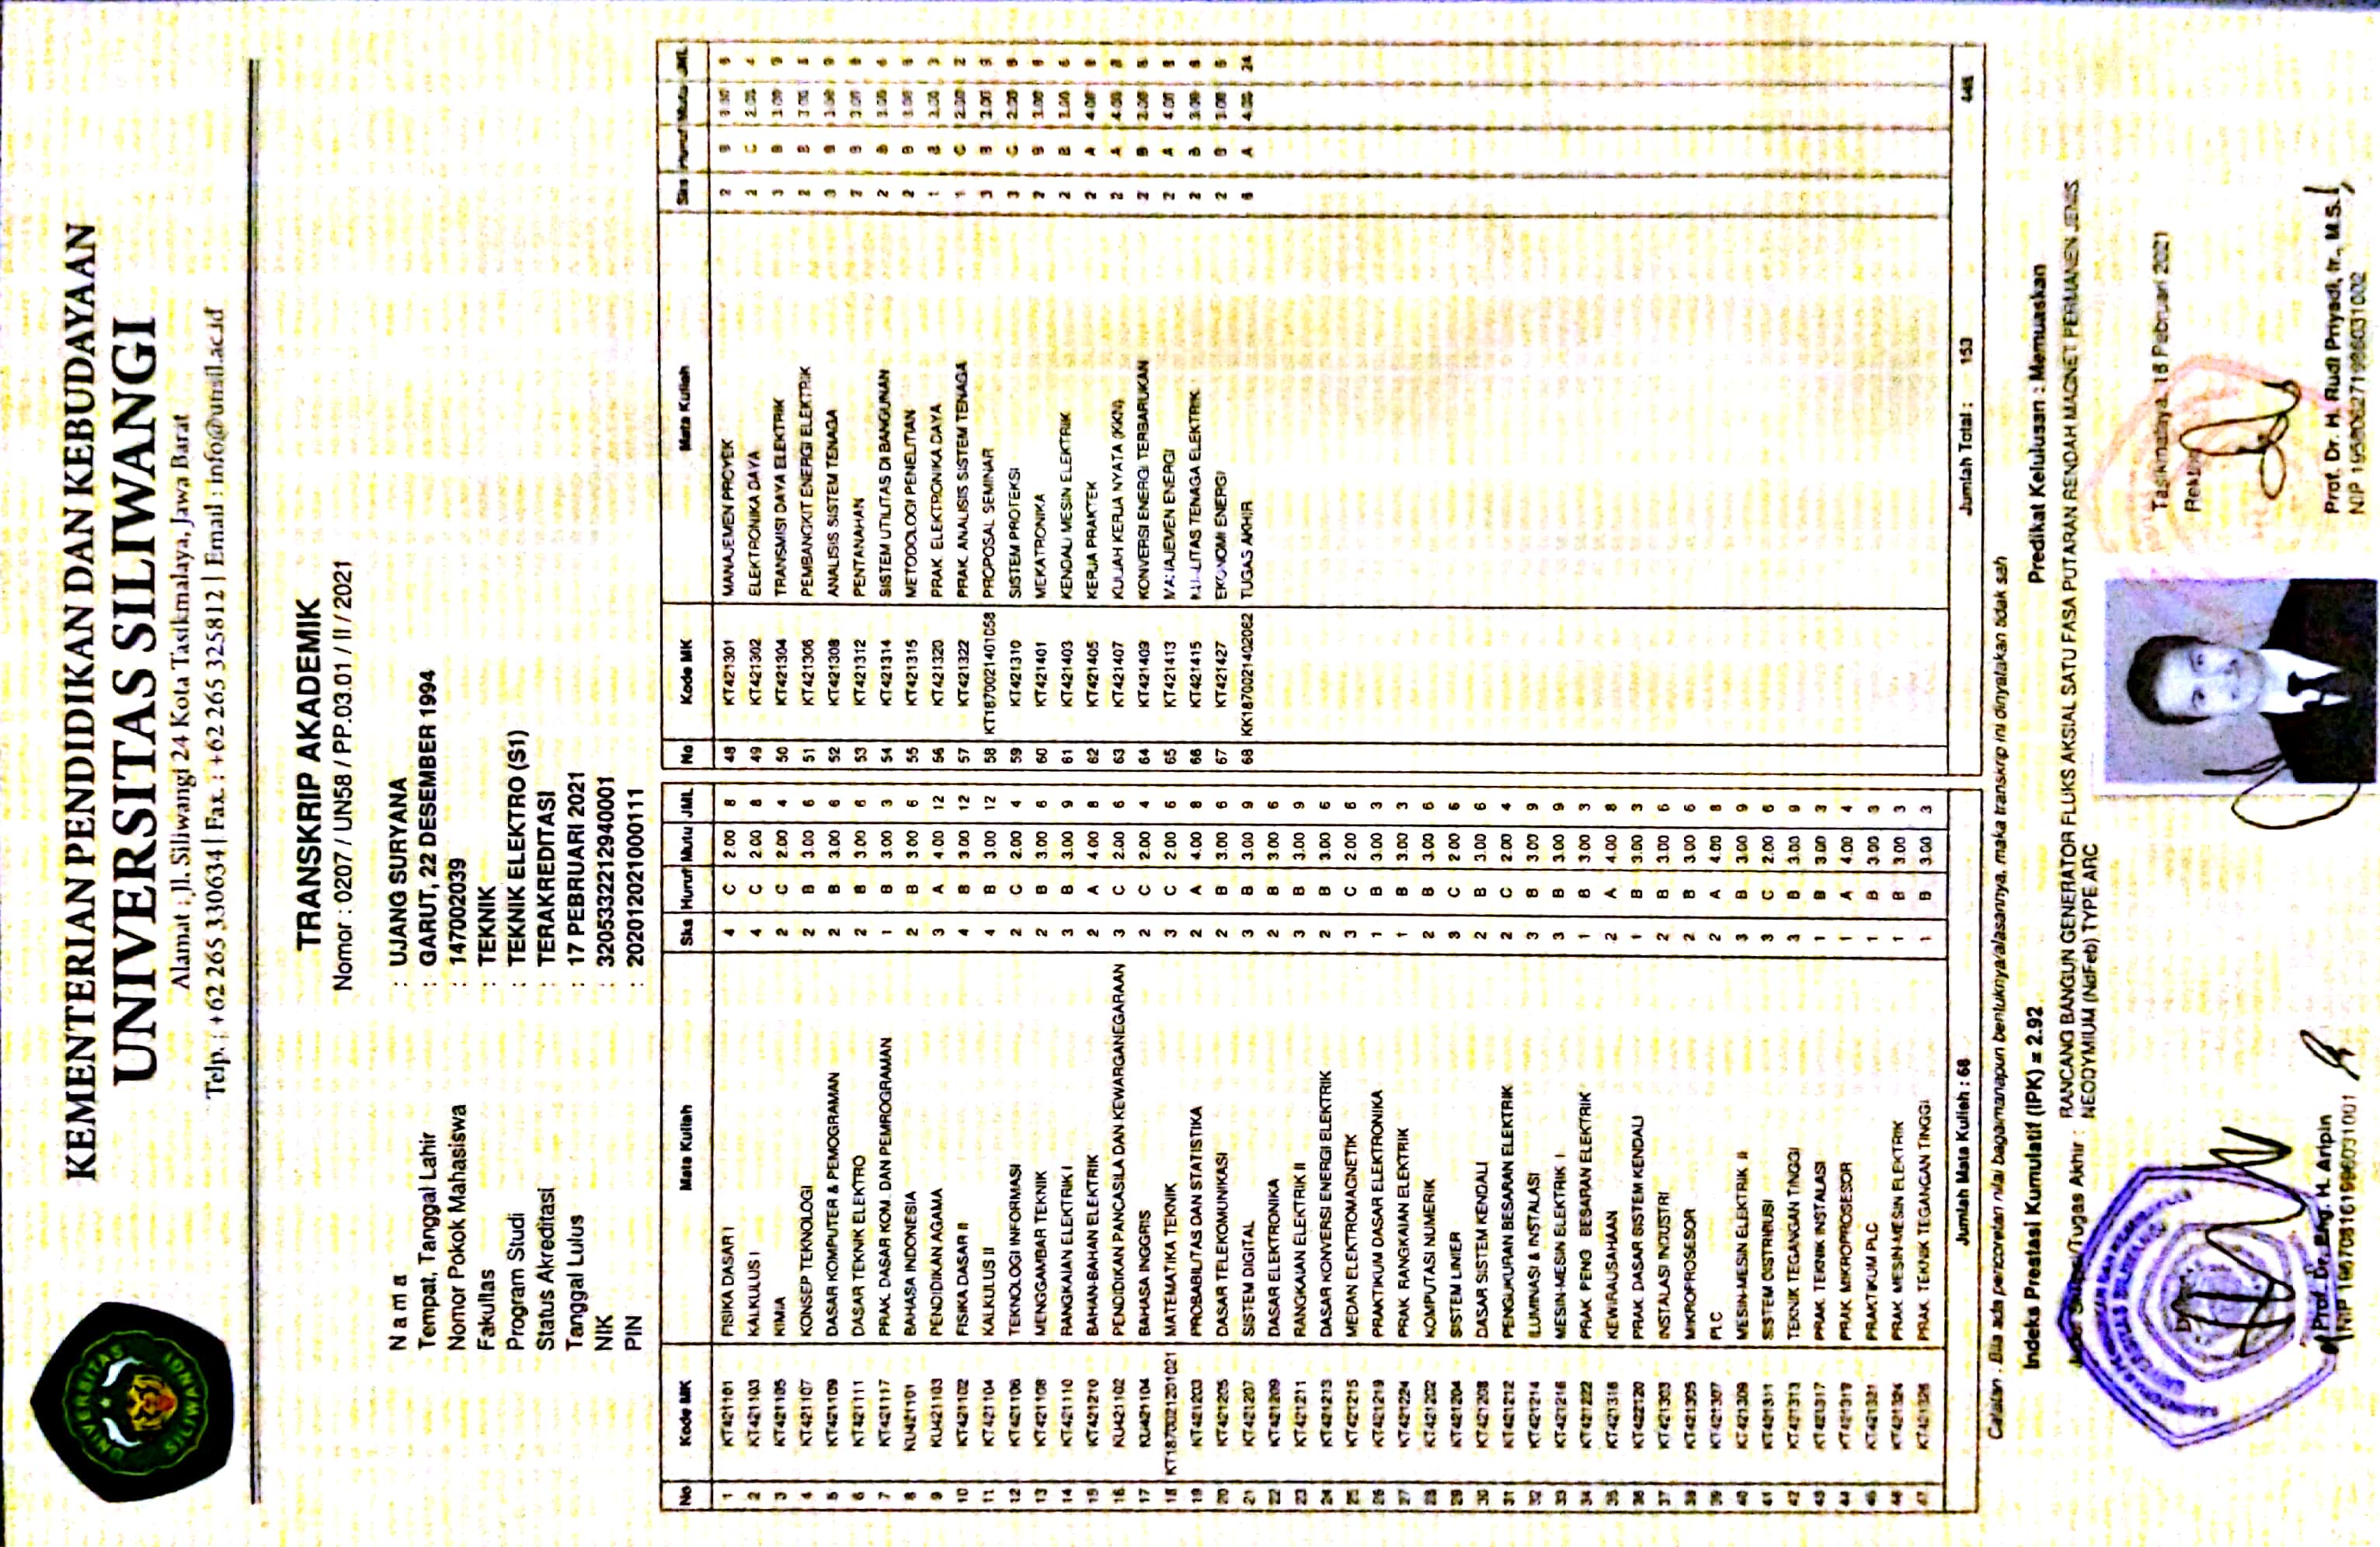 UNIVERSITAS
SILIWANGI
KEMENTERIAN PENDIDIKAN DAN KEBUDAYAAN
UNIVERSITAS SILIWANGI
Alamat : Jl. Siliwangi 24 Kota Tasikmalaya, Jawa Barat
Telp. : +62 265 330634 | Fax. : +62 265 325812 | Email : info@unsil.ac.id
TRANSKRIP AKADEMIK
Nomor : 0207 / UN58 / PP.03.01 / II / 2021
Nama : UJANG SURYANA
Tempat, Tanggal Lahir : GARUT, 22 DESEMBER 1994
Nomor Pokok Mahasiswa : 147002039
Fakultas : TEKNIK
Program Studi : TEKNIK ELEKTRO (S1)
Status Akreditasi : TERAKREDITASI
Tanggal Lulus : 17 PEBRUARI 2021
NIK : 3205332212940001
PIN : 202012021000111
No Kode MK Mata Kuliah Sks Huruf Mutu JML
1 KT421101 FISIKA DASAR I 4 C 2.00 8
2 KT421103 KALKULUS I 4 C 2.00 8
3 KT421105 KIMIA 2 C 2.00 4
4 KT421107 KONSEP TEKNOLOGI 2 B 3.00 6
5 KT421109 DASAR KOMPUTER & PEMOGRAMAN 2 B 3.00 6
6 KT421111 DASAR TEKNIK ELEKTRO 2 B 3.00 6
7 KT421117 PRAK. DASAR KOM. DAN PEMROGRAMAN 1 B 3.00 3
8 KU421101 BAHASA INDONESIA 2 B 3.00 6
9 KU421103 PENDIDIKAN AGAMA 3 A 4.00 12
10 KT421102 FISIKA DASAR II 4 B 3.00 12
11 KT421104 KALKULUS II 4 B 3.00 12
12 KT421106 TEKNOLOGI INFORMASI 2 C 2.00 4
13 KT421108 MENGGAMBAR TEKNIK 2 B 3.00 6
14 KT421110 RANGKAIAN ELEKTRIK I 3 B 3.00 9
15 KT421210 BAHAN-BAHAN ELEKTRIK 2 A 4.00 8
16 KU421102 PENDIDIKAN PANCASILA DAN KEWARGANEGARAAN 3 C 2.00 6
17 KU421104 BAHASA INGGRIS 2 C 2.00 4
18 KT1870021201021 MATEMATIKA TEKNIK 3 C 2.00 6
19 KT421203 PROBABILITAS DAN STATISTIKA 2 A 4.00 8
20 KT421205 DASAR TELEKOMUNIKASI 2 B 3.00 6
21 KT421207 SISTEM DIGITAL 3 B 3.00 9
22 KT421209 DASAR ELEKTRONIKA 2 B 3.00 6
23 KT421211 RANGKAIAN ELEKTRIK II 3 B 3.00 9
24 KT421213 DASAR KONVERSI ENERGI ELEKTRIK 2 B 3.00 6
25 KT421215 MEDAN ELEKTROMAGNETIK 3 C 2.00 6
26 KT421219 PRAKTIKUM DASAR ELEKTRONIKA 1 B 3.00 3
27 KT421224 PRAK. RANGKAIAN ELEKTRIK 1 B 3.00 3
28 KT421202 KOMPUTASI NUMERIK 2 B 3.00 6
29 KT421204 SISTEM LINIER 3 C 2.00 6
30 KT421208 DASAR SISTEM KENDALI 2 B 3.00 6
31 KT421212 PENGUKURAN BESARAN ELEKTRIK 2 C 2.00 4
32 KT421214 ILUMINASI & INSTALASI 3 B 3.00 9
33 KT421216 MESIN-MESIN ELEKTRIK I 3 B 3.00 9
34 KT421222 PRAK. PENG. BESARAN ELEKTRIK 1 B 3.00 3
35 KT421316 KEWIRAUSAHAAN 2 A 4.00 8
36 KT422120 PRAK. DASAR SISTEM KENDALI 1 B 3.00 3
37 KT421303 INSTALASI INDUSTRI 2 B 3.00 6
38 KT421305 MIKROPROSESOR 2 B 3.00 6
39 KT421307 PLC 2 A 4.00 8
40 KT421309 MESIN-MESIN ELEKTRIK II 3 B 3.00 9
41 KT421311 SISTEM DISTRIBUSI 3 C 2.00 6
42 KT421313 TEKNIK TEGANGAN TINGGI 3 B 3.00 9
43 KT421317 PRAK. TEKNIK INSTALASI 1 B 3.00 3
44 KT421319 PRAK. MIKROPROSESOR 1 A 4.00 4
45 KT421321 PRAKTIKUM PLC 1 B 3.00 3
46 KT421324 PRAK. MESIN-MESIN ELEKTRIK 1 B 3.00 3
47 KT421326 PRAK. TEKNIK TEGANGAN TINGGI 1 B 3.00 3
Jumlah Mata Kuliah : 68
No Kode MK Mata Kuliah Sks Huruf Mutu JML
48 KT421301 MANAJEMEN PROYEK 2 B 3.00 6
49 KT421302 ELEKTRONIKA DAYA 2 C 2.00 4
50 KT421304 TRANSMISI DAYA ELEKTRIK 3 B 3.00 9
51 KT421306 PEMBANGKIT ENERGI ELEKTRIK 2 B 3.00 6
52 KT421308 ANALISIS SISTEM TENAGA 3 B 3.00 9
53 KT421312 PENTANAHAN 2 B 3.00 6
54 KT421314 SISTEM UTILITAS DI BANGUNAN 2 B 3.00 6
55 KT421315 METODOLOGI PENELITIAN 2 B 3.00 6
56 KT421320 PRAK. ELEKTRONIKA DAYA 1 B 3.00 3
57 KT421322 PRAK. ANALISIS SISTEM TENAGA 1 C 2.00 2
58 KT1870021401058 PROPOSAL SEMINAR 3 B 3.00 9
59 KT421310 SISTEM PROTEKSI 3 C 2.00 6
60 KT421401 MEKATRONIKA 2 B 3.00 6
61 KT421403 KENDALI MESIN ELEKTRIK 2 B 3.00 6
62 KT421405 KERJA PRAKTEK 2 A 4.00 8
63 KT421407 KULIAH KERJA NYATA (KKN) 2 A 4.00 8
64 KT421409 KONVERSI ENERGI TERBARUKAN 2 B 3.00 6
65 KT421413 MANAJEMEN ENERGI 2 A 4.00 8
66 KT421415 KUALITAS TENAGA ELEKTRIK 2 B 3.00 6
67 KT421427 EKONOMI ENERGI 2 B 3.00 6
68 KK1870021402062 TUGAS AKHIR 6 A 4.00 24
Jumlah Total : 153 446
Catatan : Bila ada pencoretan nilai bagaimanapun bentuknya/alasannya, maka transkrip ini dinyatakan tidak sah
Indeks Prestasi Kumulatif (IPK) = 2.92 Predikat Kelulusan : Memuaskan
Judul Skripsi/Tugas Akhir : RANCANG BANGUN GENERATOR FLUKS AKSIAL SATU FASA PUTARAN RENDAH MAGNET PERMANEN JENIS
NEODYMIUM (NdFeb) TYPE ARC
UNIVERSITAS SILIWANGI
Dekan,
Prof. Dr. Eng. H. Aripin
NIP 196708161996031001
Tasikmalaya, 18 Pebruari 2021
Rektor
Prof. Dr. H. Rudi Priyadi, Ir., M.S.
NIP 195806271986031002